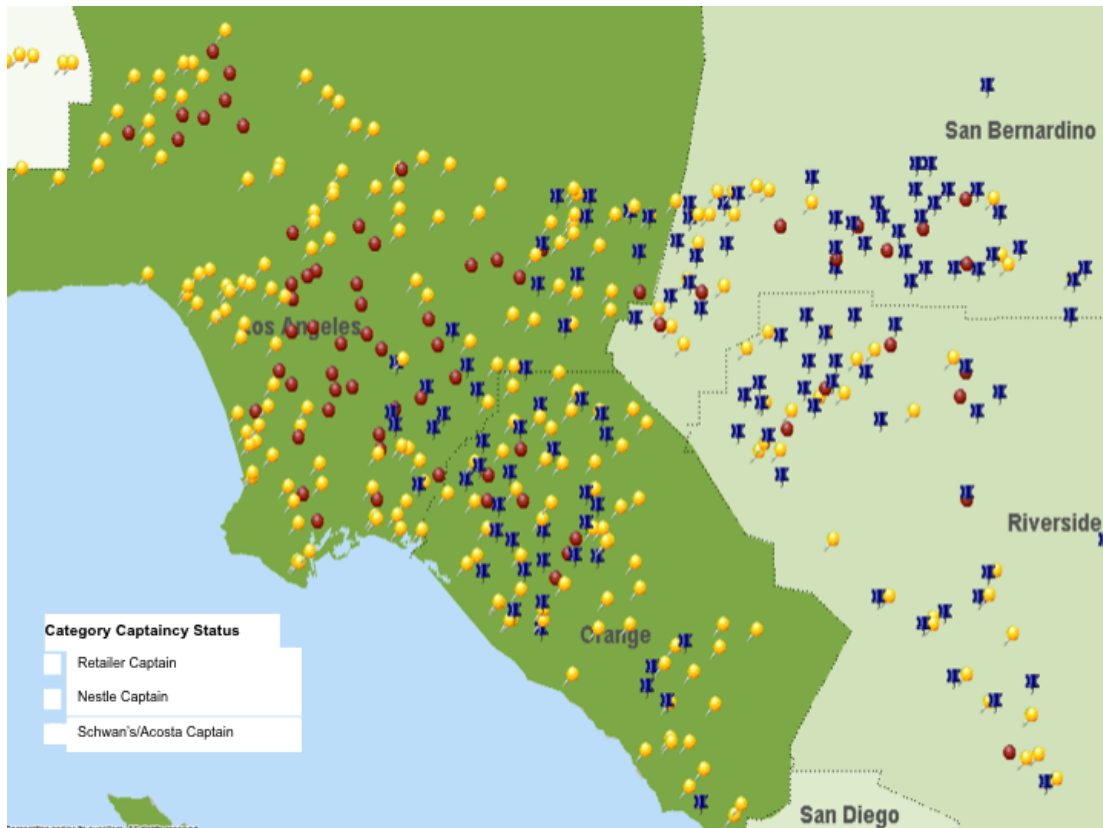 San Bernardino
Los Angeles
Riverside
Category Captaincy Status
Orange
Retailer Captain
Nestle Captain
Schwan's/Acosta Captain
San Diego